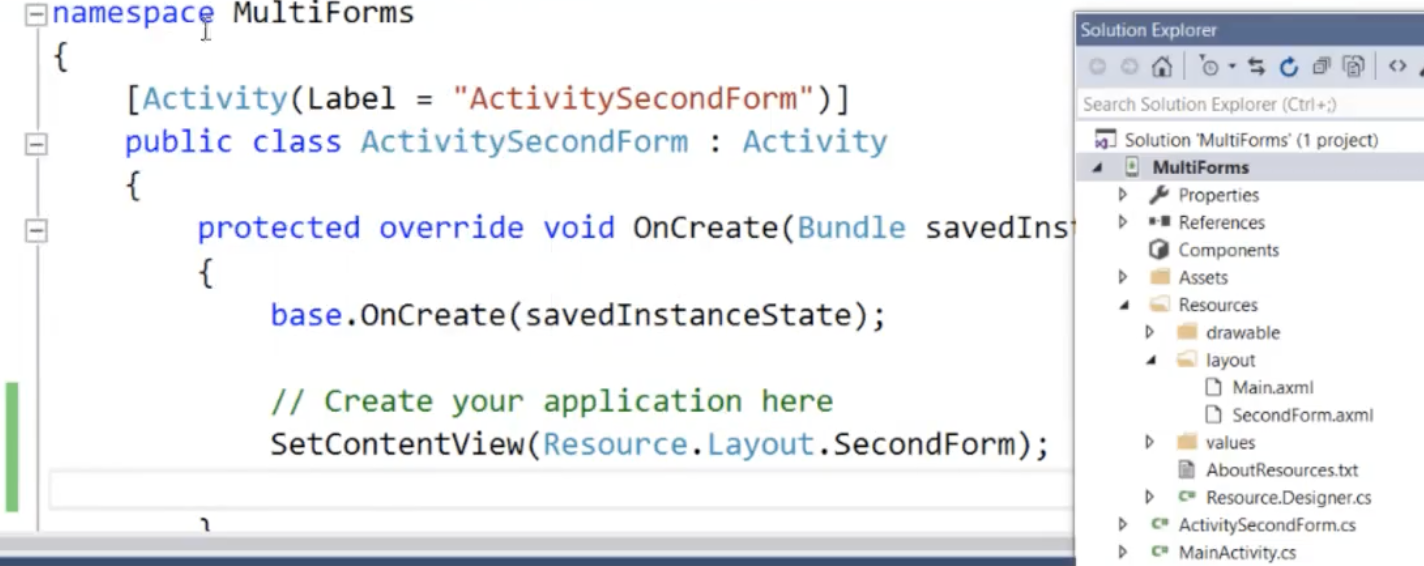 namespace MultiForms
{
[Activity(Label = "ActivitySecondForm")]
public class ActivitySecondForm : Activity
{
protected override void OnCreate(Bundle
{
base.OnCreate(savedInstanceState);
// Create your application here
SetContentView(Resource.Layout.SecondForm);
}
Solution Explorer
Search Solution Explorer (Ctrl+;)
Solution 'MultiForms' (1 project)
MultiForms
Properties
References
Components
Assets
Resources
drawable
layout
Main.axml
SecondForm.axml
values
AboutResources.txt
Resource.Designer.cs
ActivitySecondForm.cs
MainActivity.cs